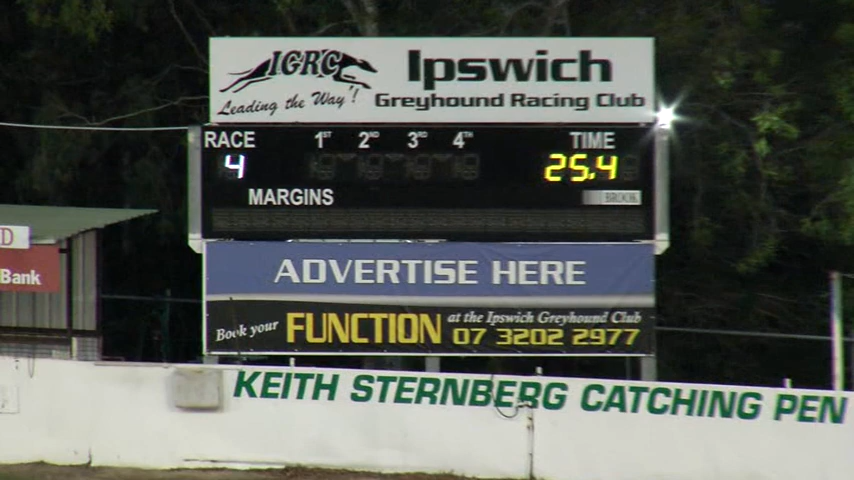 IGRC
Leading the Way'!
Ipswich
Greyhound Racing Club
RACE 1ST 2ND 3RD 4TH TIME
4 25.4
MARGINS
ADVERTISE HERE
Book your FUNCTION at the Ipswich Greyhound Club
07 3202 2977
D
Bank
KEITH STERNBERG CATCHING PEN